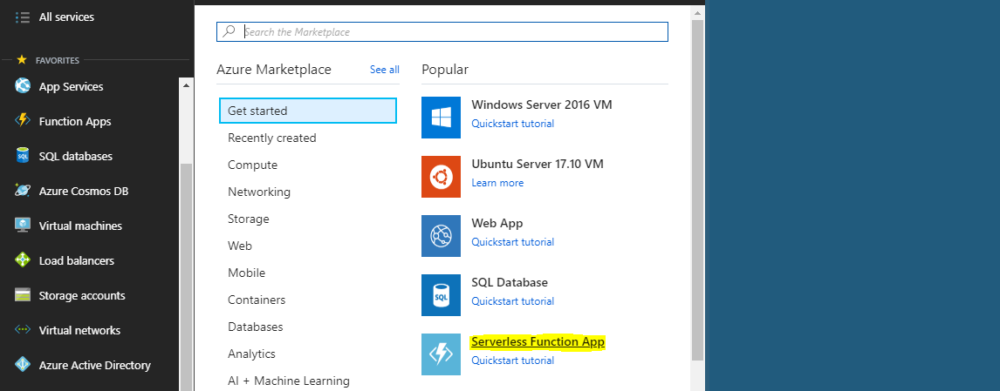 All services
FAVORITES
App Services
Function Apps
SQL databases
Azure Cosmos DB
Virtual machines
Load balancers
Storage accounts
Virtual networks
Azure Active Directory
Search the Marketplace
Azure Marketplace
See all
Get started
Recently created
Compute
Networking
Storage
Web
Mobile
Containers
Databases
Analytics
AI + Machine Learning
Popular
Windows Server 2016 VM
Quickstart tutorial
Ubuntu Server 17.10 VM
Learn more
Web App
Quickstart tutorial
SQL
SQL Database
Quickstart tutorial
Serverless Function App
Quickstart tutorial